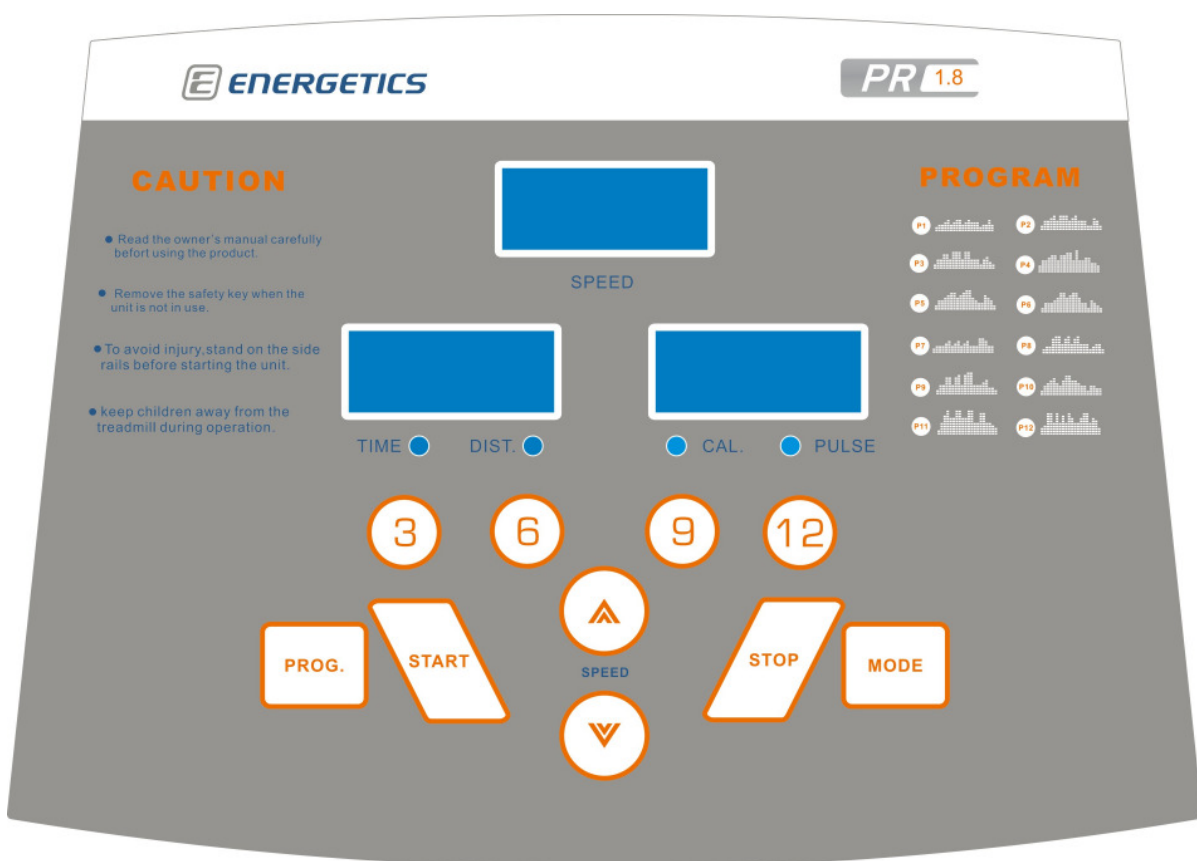 E ENERGETICS
PR 1.8
CAUTION
● Read the owner's manual carefully
befort using the product.
● Remove the safety key when the
unit is not in use.
● To avoid injury,stand on the side
rails before starting the unit.
● keep children away from the
treadmill during operation.
SPEED
PROGRAM
P1 P2
P3 P4
P5 P6
P7 P8
P9 P10
P11 P12
TIME DIST. CAL. PULSE
3 6 9 12
PROG. START SPEED STOP MODE